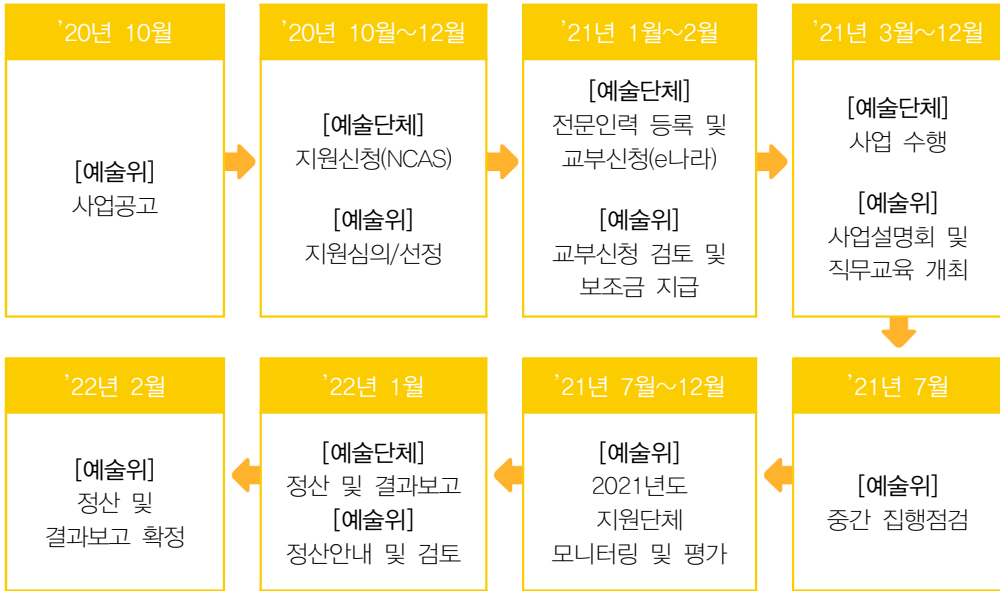 ’20년 10월
[예술위]
사업공고
’20년 10월~12월
[예술단체]
지원신청(NCAS)
[예술위]
지원심의/선정
’21년 1월~2월
[예술단체]
전문인력 등록 및
교부신청(e나라)
[예술위]
교부신청 검토 및
보조금 지급
’21년 3월~12월
[예술단체]
사업 수행
[예술위]
사업설명회 및
직무교육 개최
’21년 7월
[예술위]
중간 집행점검
’21년 7월~12월
[예술위]
2021년도
지원단체
모니터링 및 평가
’22년 1월
[예술단체]
정산 및 결과보고
[예술위]
정산안내 및 검토
’22년 2월
[예술위]
정산 및
결과보고 확정